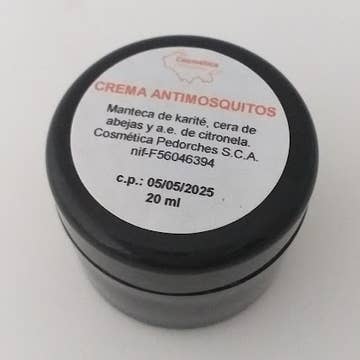 Cosmética
CREMA ANTIMOSQUITOS
Manteca de karité, cera de
abejas y a.e. de citronela.
Cosmética Pedorches S.C.A.
nif-F56046394
c.p.: 05/05/2025
20 ml